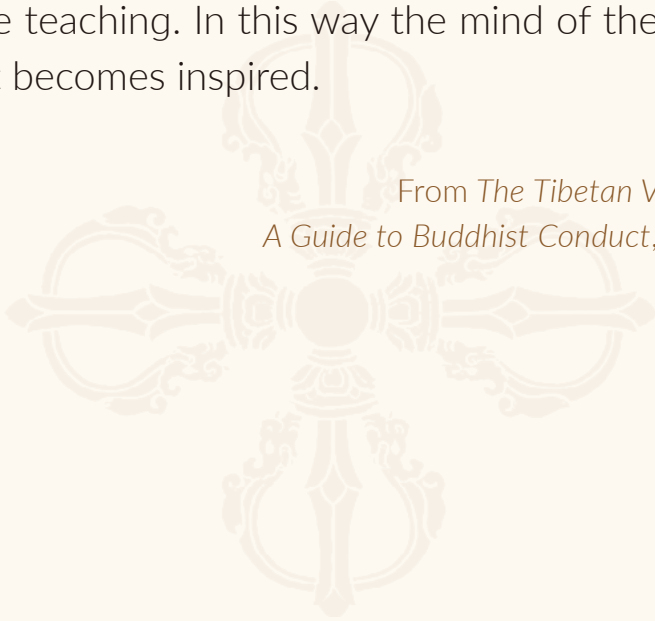 e teaching. In this way the mind of the
becomes inspired.
From The Tibetan V
A Guide to Buddhist Conduct,